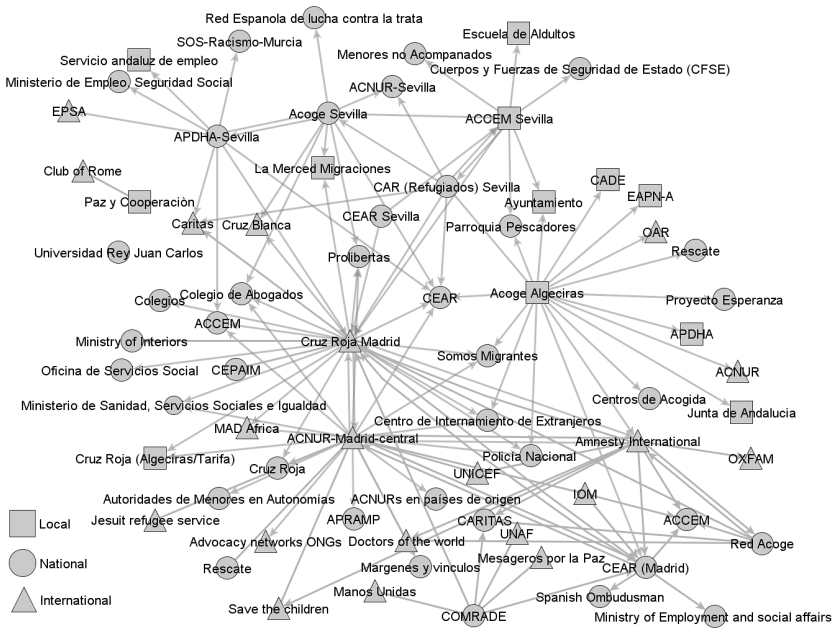 Red Espanola de lucha contra la trata
Escuela de Aldultos
SOS-Racismo-Murcia
Menores no Acompanados
Servicio andaluz de empleo
Cuerpos y Fuerzas de Seguridad de Estado (CFSE)
Ministerio de Empleo, Seguridad Social
ACNUR-Sevilla
EPSA
Acoge Sevilla
ACCEM Sevilla
APDHA-Sevilla
La Merced Migraciones
Club of Rome
CADE
CAR (Refugiados) Sevilla
EAPN-A
Paz y Cooperaciòn
Ayuntamiento
Caritas
Cruz Blanca
CEAR Sevilla
Parroquia Pescadores
OAR
Universidad Rey Juan Carlos
Prolibertas
Rescate
Colegios
Colegio de Abogados
CEAR
Acoge Algeciras
Proyecto Esperanza
ACCEM
APDHA
Ministry of Interiors
Cruz Roja Madrid
Somos Migrantes
Oficina de Servicios Social
CEPAIM
ACNUR
Ministerio de Sanidad, Servicios Sociales e Igualdad
Centros de Acogida
Junta de Andalucia
MAD Africa
Centro de Internamiento de Extranjeros
ACNUR-Madrid-central
Amnesty International
Cruz Roja (Algeciras/Tarifa)
Cruz Roja
Policia Nacional
OXFAM
UNICEF
Autoridades de Menores en Autonomias
ACNURs en países de origen
IOM
Jesuit refugee service
APRAMP
CARITAS
ACCEM
Local
UNAF
Advocacy networks ONGs
Doctors of the world
Red Acoge
National
Rescate
Margenes y vinculos
Mesageros por la Paz
CEAR (Madrid)
Manos Unidas
Spanish Ombudusman
International
Save the children
COMRADE
Ministry of Employment and social affairs